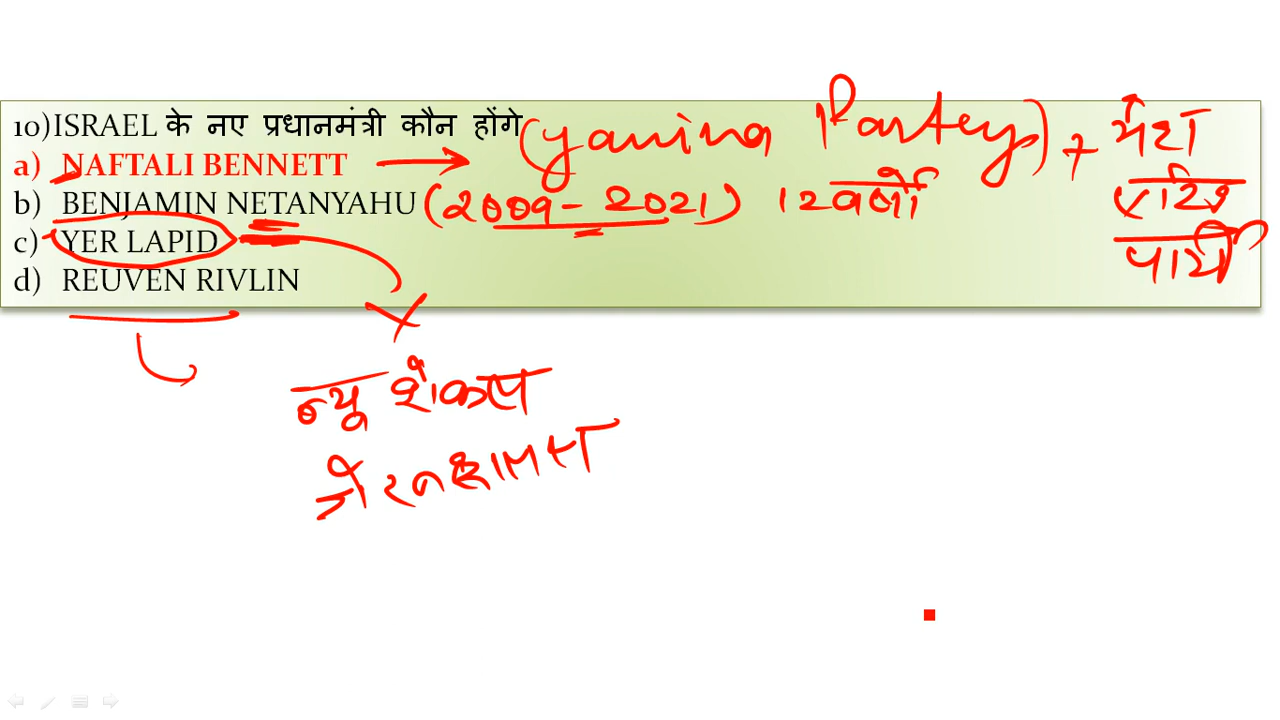 10)ISRAEL के नए प्रधानमंत्री कौन होंगे
a) NAFTALI BENNETT (yamina Partey) +
b) BENJAMIN NETANYAHU (2009 - 2021) 12 वर्षो
c) YER LAPID
d) REUVEN RIVLIN
पार्टी
न्यू